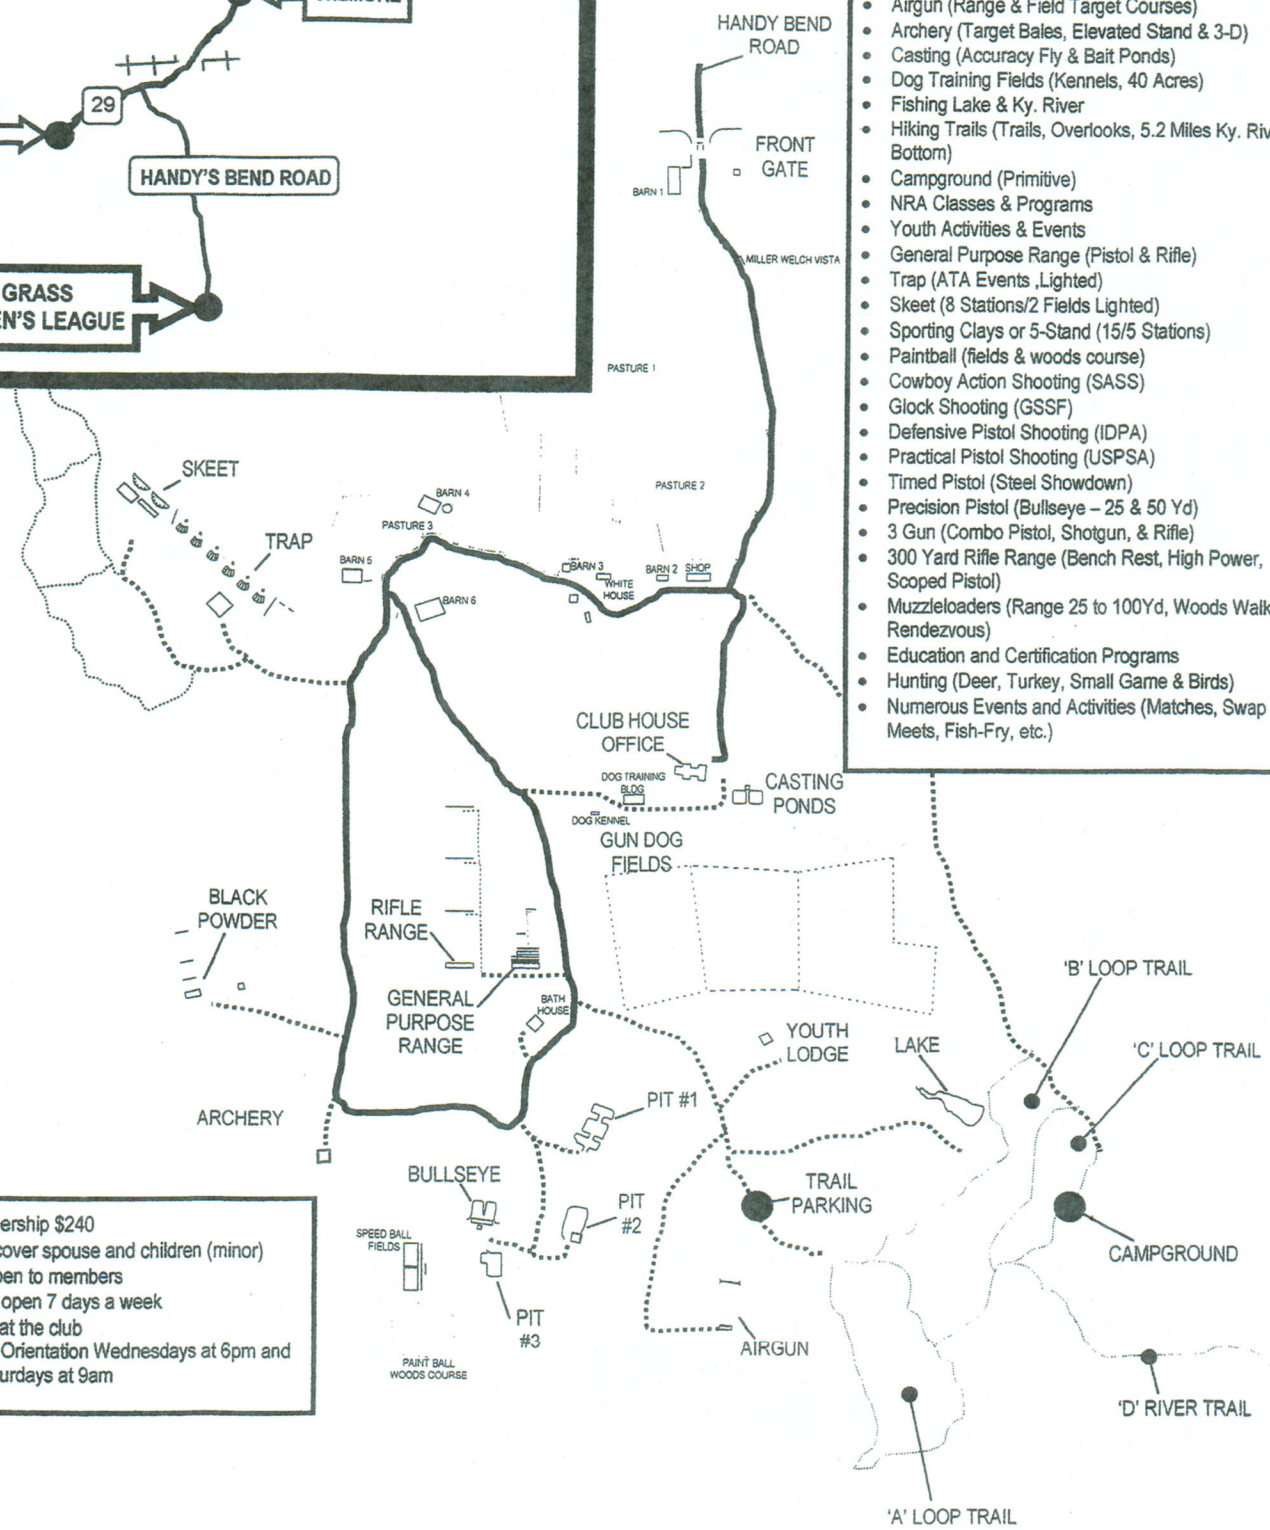 29
HANDY'S BEND ROAD
GRASS
EN'S LEAGUE
HANDY BEND
ROAD
FRONT
GATE
BARN 1
MILLER WELCH VISTA
PASTURE 1
PASTURE 2
SKEET
TRAP
BARN 4
PASTURE 3
BARN 5
BARN 6
BARN 3
WHITE
HOUSE
BARN 2
SHOP
CLUB HOUSE
OFFICE
DOG TRAINING
BLDG
DOG KENNEL
CASTING
PONDS
GUN DOG
FIELDS
BLACK
POWDER
RIFLE
RANGE
GENERAL
PURPOSE
RANGE
BATH
HOUSE
YOUTH
LODGE
LAKE
'B' LOOP TRAIL
'C' LOOP TRAIL
ARCHERY
PIT #1
BULLSEYE
PIT
#2
TRAIL
PARKING
SPEED BALL
FIELDS
CAMPGROUND
PIT
#3
AIRGUN
PAINT BALL
WOODS COURSE
'D' RIVER TRAIL
'A' LOOP TRAIL
• Airgun (Range & Field Target Courses)
• Archery (Target Bales, Elevated Stand & 3-D)
• Casting (Accuracy Fly & Bait Ponds)
• Dog Training Fields (Kennels, 40 Acres)
• Fishing Lake & Ky. River
• Hiking Trails (Trails, Overlooks, 5.2 Miles Ky. Riv
Bottom)
• Campground (Primitive)
• NRA Classes & Programs
• Youth Activities & Events
• General Purpose Range (Pistol & Rifle)
• Trap (ATA Events ,Lighted)
• Skeet (8 Stations/2 Fields Lighted)
• Sporting Clays or 5-Stand (15/5 Stations)
• Paintball (fields & woods course)
• Cowboy Action Shooting (SASS)
• Glock Shooting (GSSF)
• Defensive Pistol Shooting (IDPA)
• Practical Pistol Shooting (USPSA)
• Timed Pistol (Steel Showdown)
• Precision Pistol (Bullseye – 25 & 50 Yd)
• 3 Gun (Combo Pistol, Shotgun, & Rifle)
• 300 Yard Rifle Range (Bench Rest, High Power,
Scoped Pistol)
• Muzzleloaders (Range 25 to 100Yd, Woods Walk
Rendezvous)
• Education and Certification Programs
• Hunting (Deer, Turkey, Small Game & Birds)
• Numerous Events and Activities (Matches, Swap
Meets, Fish-Fry, etc.)
ership $240
cover spouse and children (minor)
pen to members
open 7 days a week
at the club
Orientation Wednesdays at 6pm and
urdays at 9am